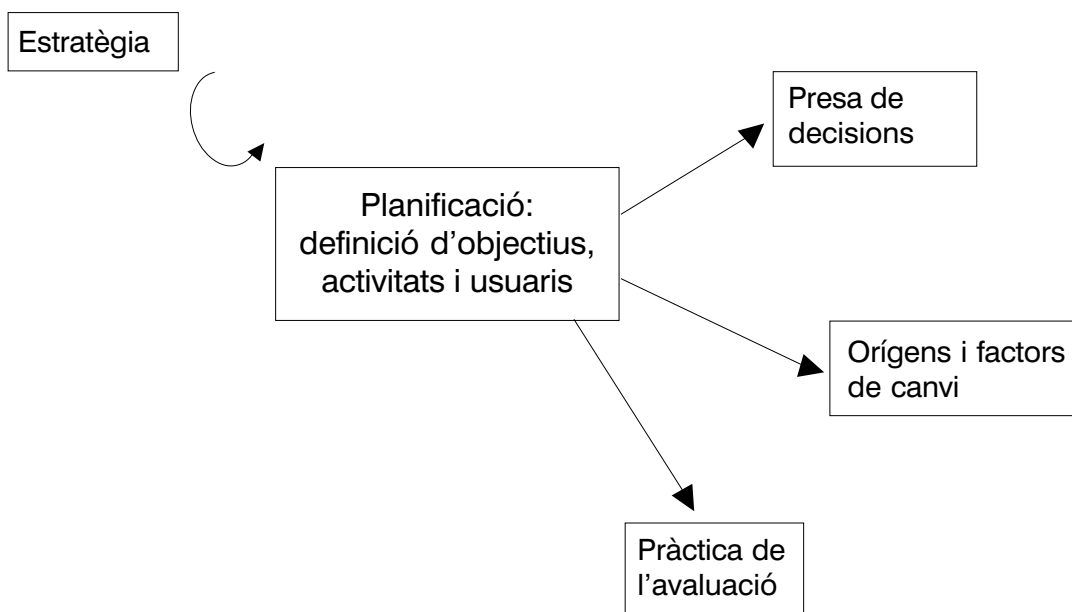 Estratègia
Presa de
decisions
Planificació:
definició d’objectius,
activitats i usuaris
Orígens i factors
de canvi
Pràctica de
l’avaluació